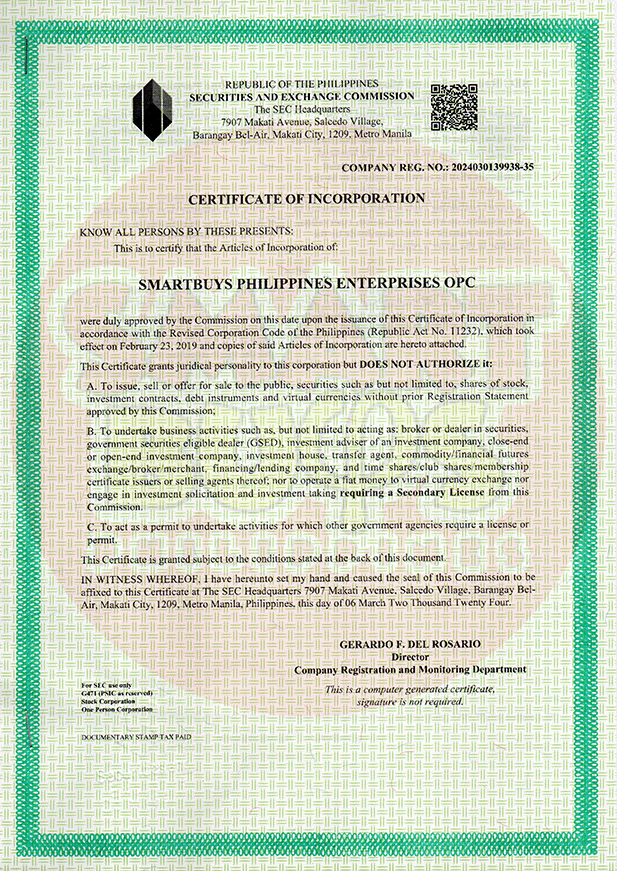 REPUBLIC OF THE PHILIPPINES
SECURITIES AND EXCHANGE COMMISSION
The SEC Headquarters
7907 Makati Avenue, Salcedo Village,
Barangay Bel-Air, Makati City, 1209, Metro Manila
COMPANY REG. NO.: 2024030139938-35
CERTIFICATE OF INCORPORATION
KNOW ALL PERSONS BY THESE PRESENTS:
This is to certify that the Articles of Incorporation of:
SMARTBUYS PHILIPPINES ENTERPRISES OPC
were duly approved by the Commission on this date upon the issuance of this Certificate of Incorporation in
accordance with the Revised Corporation Code of the Philippines (Republic Act No. 11232), which took
effect on February 23, 2019 and copies of said Articles of Incorporation are hereto attached.
This Certificate grants juridical personality to this corporation but DOES NOT AUTHORIZE it:
A. To issue, sell or offer for sale to the public, securities such as but not limited to, shares of stock,
investment contracts, debt instruments and virtual currencies without prior Registration Statement
approved by this Commission;
B. To undertake business activities such as, but not limited to acting as: broker or dealer in securities,
government securities eligible dealer (GSED), investment adviser of an investment company, close-end
or open-end investment company, investment house, transfer agent, commodity/financial futures
exchange/broker/merchant, financing/lending company, and time shares/club shares/membership
certificate issuers or selling agents thereof; nor to operate a fiat money to virtual currency exchange nor
engage in investment solicitation and investment taking requiring a Secondary License from this
Commission.
C. To act as a permit to undertake activities for which other government agencies require a license or
permit.
This Certificate is granted subject to the conditions stated at the back of this document.
IN WITNESS WHEREOF, I have hereunto set my hand and caused the seal of this Commission to be
affixed to this Certificate at The SEC Headquarters 7907 Makati Avenue, Salcedo Village, Barangay Bel-
Air, Makati City, 1209, Metro Manila, Philippines, this day of 06 March Two Thousand Twenty Four.
GERARDO F. DEL ROSARIO
Director
Company Registration and Monitoring Department
This is a computer generated certificate,
signature is not required.
For SEC use only
G471 (PSIC as reserved)
Stock Corporation
One Person Corporation
DOCUMENTARY STAMP TAX PAID